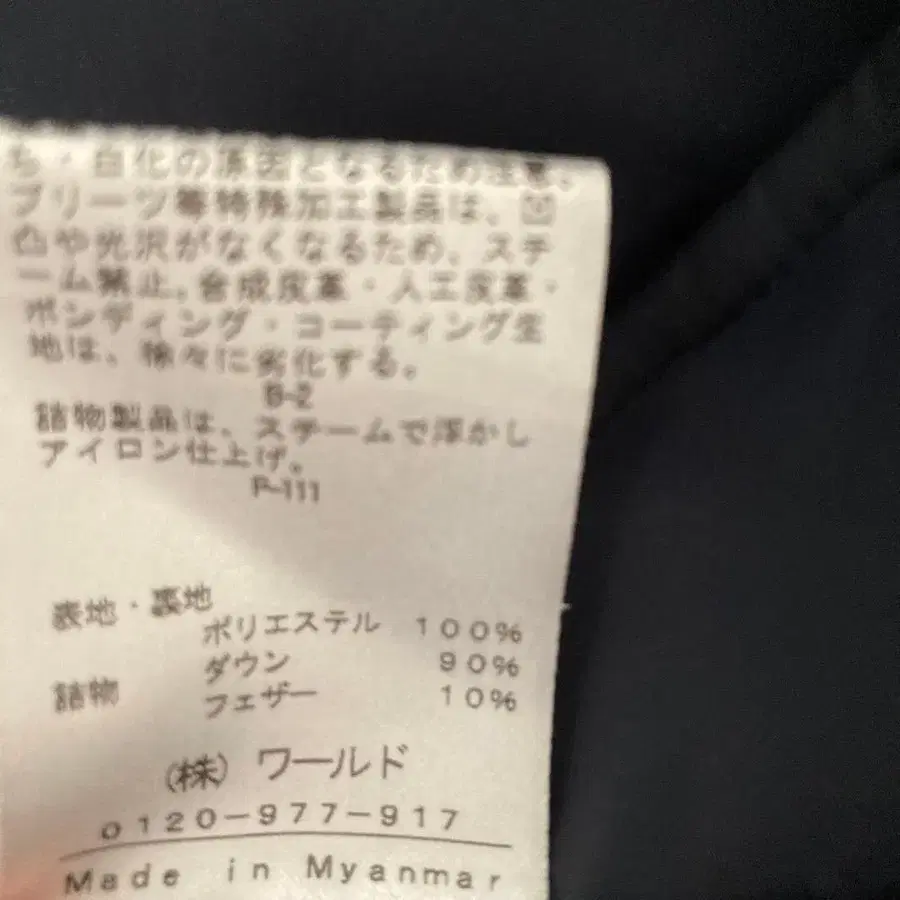 ち・白化の原因となるため注意。
プリーツ等特殊加工製品は、凹
凸や光沢がなくなるため、スチ
ーム禁止。合成皮革・人工皮革・
ボンディング・コーティング生
地は、徐々に劣化する。
B-2
詰物製品は、スチームで浮かし
アイロン仕上げ。
F-111
表地・裏地
ポリエステル 100%
ダウン 90%
詰物
フェザー 10%
(株) ワールド
0120-977-917
Made in Myanmar